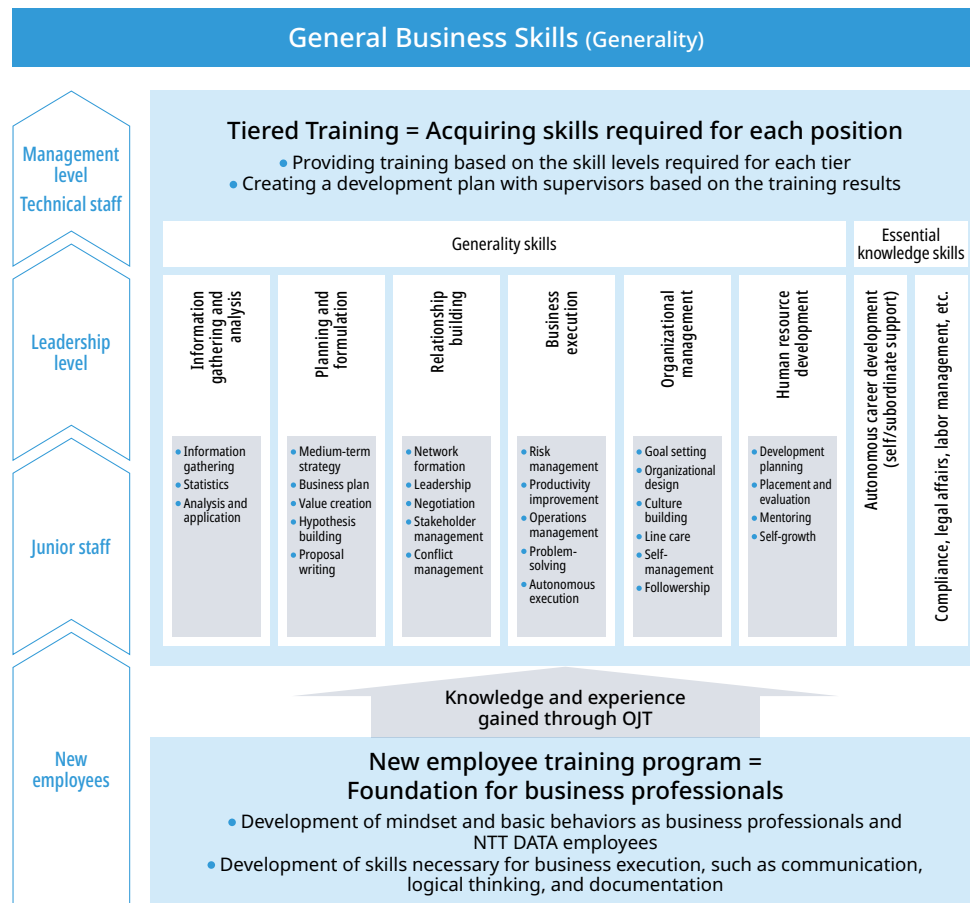 General Business Skills (Generality)
Management
level
Technical staff
Leadership
level
Junior staff
New
employees
Tiered Training = Acquiring skills required for each position
• Providing training based on the skill levels required for each tier
• Creating a development plan with supervisors based on the training results
Generality skills
Essential
knowledge skills
Information
gathering and
analysis
• Information
gathering
• Statistics
• Analysis and
application
Planning and
formulation
• Medium-term
strategy
• Business plan
• Value creation
• Hypothesis
building
• Proposal
writing
Relationship
building
• Network
formation
• Leadership
• Negotiation
• Stakeholder
management
• Conflict
management
Business
execution
• Risk
management
• Productivity
improvement
• Operations
management
• Problem-
solving
• Autonomous
execution
Organizational
management
• Goal setting
• Organizational
design
• Culture
building
• Line care
• Self-
management
• Followership
Human resource
development
• Development
planning
• Placement and
evaluation
• Mentoring
• Self-growth
Autonomous career development
(self/subordinate support)
Compliance, legal affairs, labor management, etc.
Knowledge and experience
gained through OJT
New employee training program =
Foundation for business professionals
• Development of mindset and basic behaviors as business professionals and
NTT DATA employees
• Development of skills necessary for business execution, such as communication,
logical thinking, and documentation